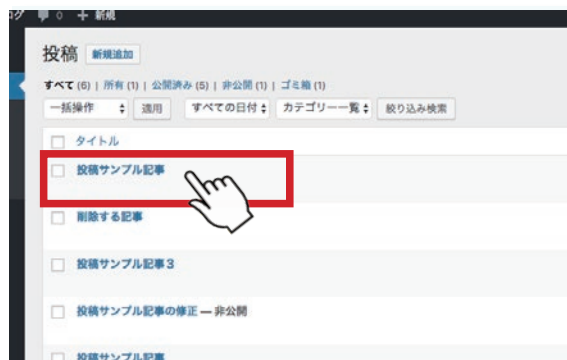 ログ 0 + 新規
投稿 新規追加
すべて (6) | 所有 (1) | 公開済み (5) | 非公開 (1) | ゴミ箱 (1)
一括操作 適用 すべての日付 カテゴリー一覧 絞り込み検索
タイトル
投稿サンプル記事
削除する記事
投稿サンプル記事3
投稿サンプル記事の修正 — 非公開
投稿サンプル記事